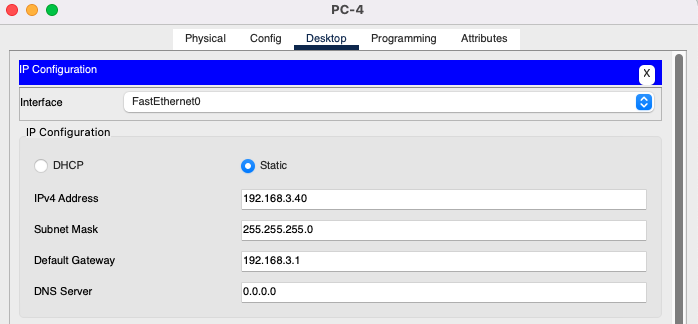 PC-4
Physical Config Desktop Programming Attributes
IP Configuration
X
Interface FastEthernet0
IP Configuration
DHCP Static
IPv4 Address 192.168.3.40
Subnet Mask 255.255.255.0
Default Gateway 192.168.3.1
DNS Server 0.0.0.0